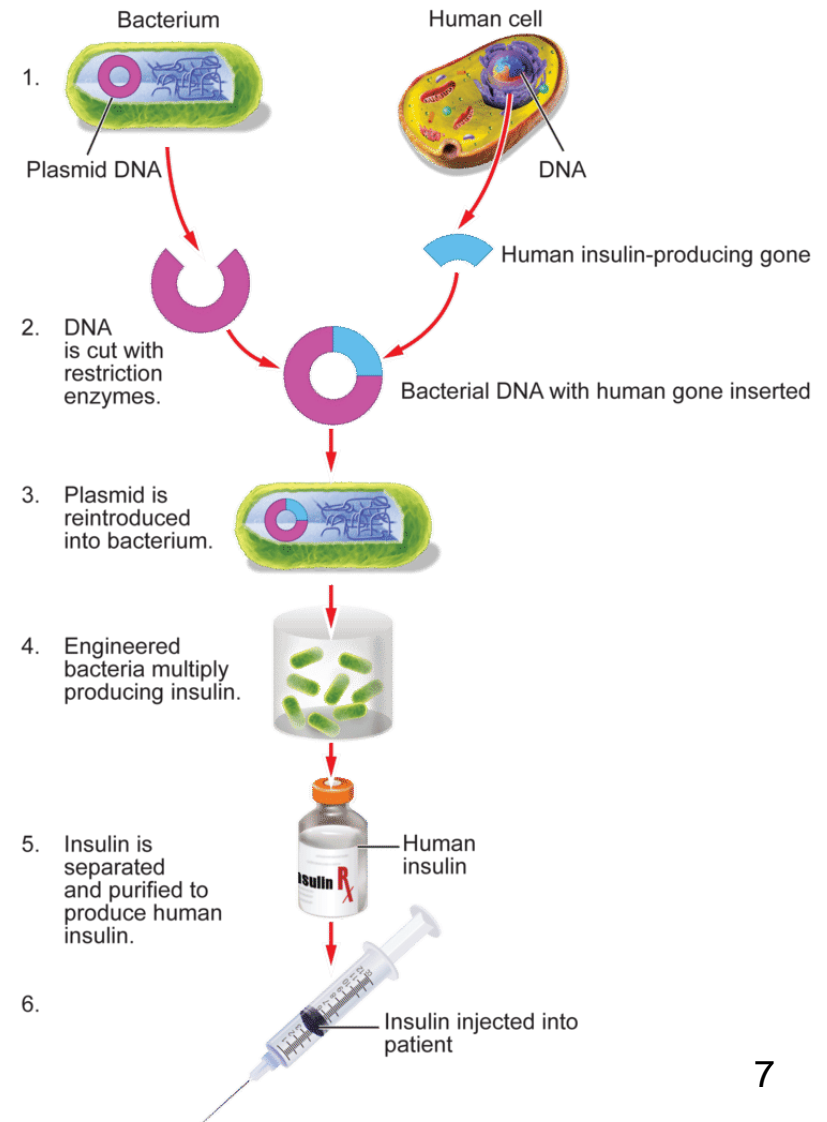 Bacterium
Human cell
1.
Plasmid DNA
DNA
Human insulin-producing gone
2. DNA
is cut with
restriction
enzymes.
Bacterial DNA with human gone inserted
3. Plasmid is
reintroduced
into bacterium.
4. Engineered
bacteria multiply
producing insulin.
5. Insulin is
separated
and purified to
produce human
insulin.
Human
insulin
sulin Rx
6.
Insulin injected into
patient
7